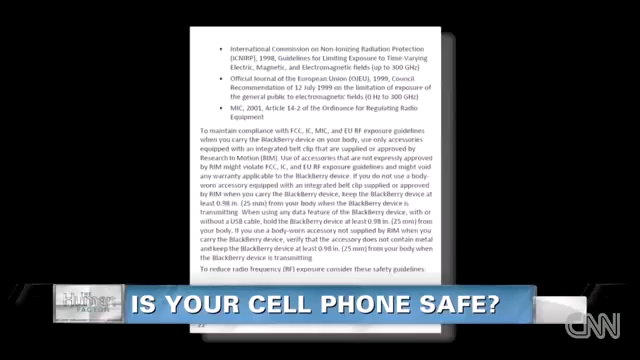 • International Commission on Non-Ionizing Radiation Protection
(ICNIRP), 1998, Guidelines for Limiting Exposure to Time-Varying
Electric, Magnetic, and Electromagnetic fields (up to 300 GHz)
• Official Journal of the European Union (OJEU), 1999, Council
Recommendation of 12 July 1999 on the limitation of exposure of
the general public to electromagnetic fields (0 Hz to 300 GHz)
• MIC, 2001, Article 14-2 of the Ordinance for Regulating Radio
Equipment
To maintain compliance with FCC, IC, MIC, and EU RF exposure guidelines
when you carry the BlackBerry device on your body, use only accessories
equipped with an integrated belt clip that are supplied or approved by
Research In Motion (RIM). Use of accessories that are not expressly approved
by RIM might violate FCC, IC, and EU RF exposure guidelines and might void
any warranty applicable to the BlackBerry device. If you do not use a body-
worn accessory equipped with an integrated belt clip supplied or approved
by RIM when you carry the BlackBerry device, keep the BlackBerry device at
least 0.98 in. (25 mm) from your body when the BlackBerry device is
transmitting. When using any data feature of the BlackBerry device, with or
without a USB cable, hold the BlackBerry device at least 0.98 in. (25 mm) from
your body. If you use a body-worn accessory not supplied by RIM when you
carry the BlackBerry device, verify that the accessory does not contain metal
and keep the BlackBerry device at least 0.98 in. (25 mm) from your body when
the BlackBerry device is transmitting.
To reduce radio frequency (RF) exposure consider these safety guidelines:
THE
Human
FACTOR
IS YOUR CELL PHONE SAFE?
CNN